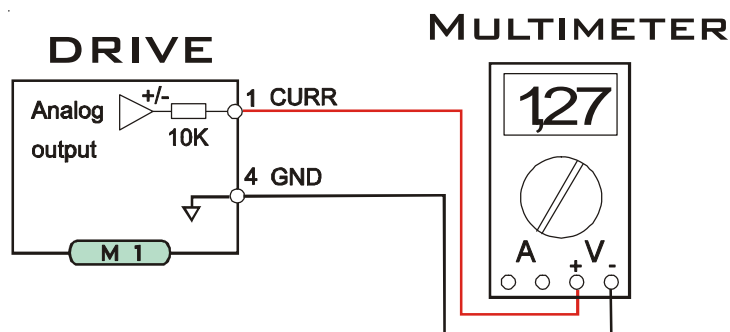 MULTIMETER
DRIVE
Analog
output
+/-
10K
1 CURR
4 GND
M 1
1,27
A V
+ -